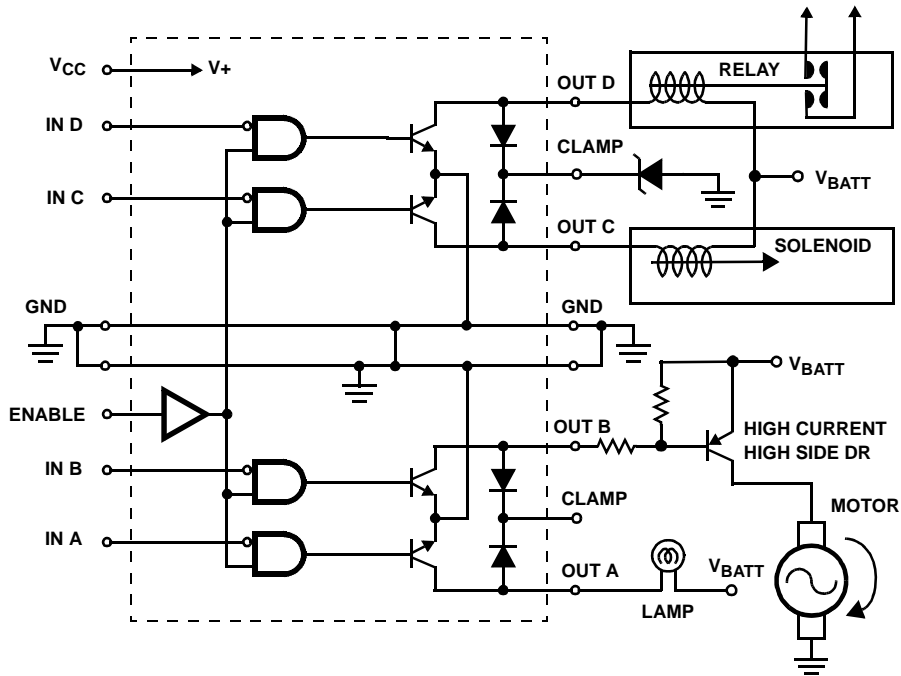 VCC
V+
IN D
IN C
GND
ENABLE
IN B
IN A
OUT D
CLAMP
OUT C
GND
OUT B
CLAMP
OUT A
RELAY
VBATT
SOLENOID
VBATT
HIGH CURRENT
HIGH SIDE DR
MOTOR
VBATT
LAMP